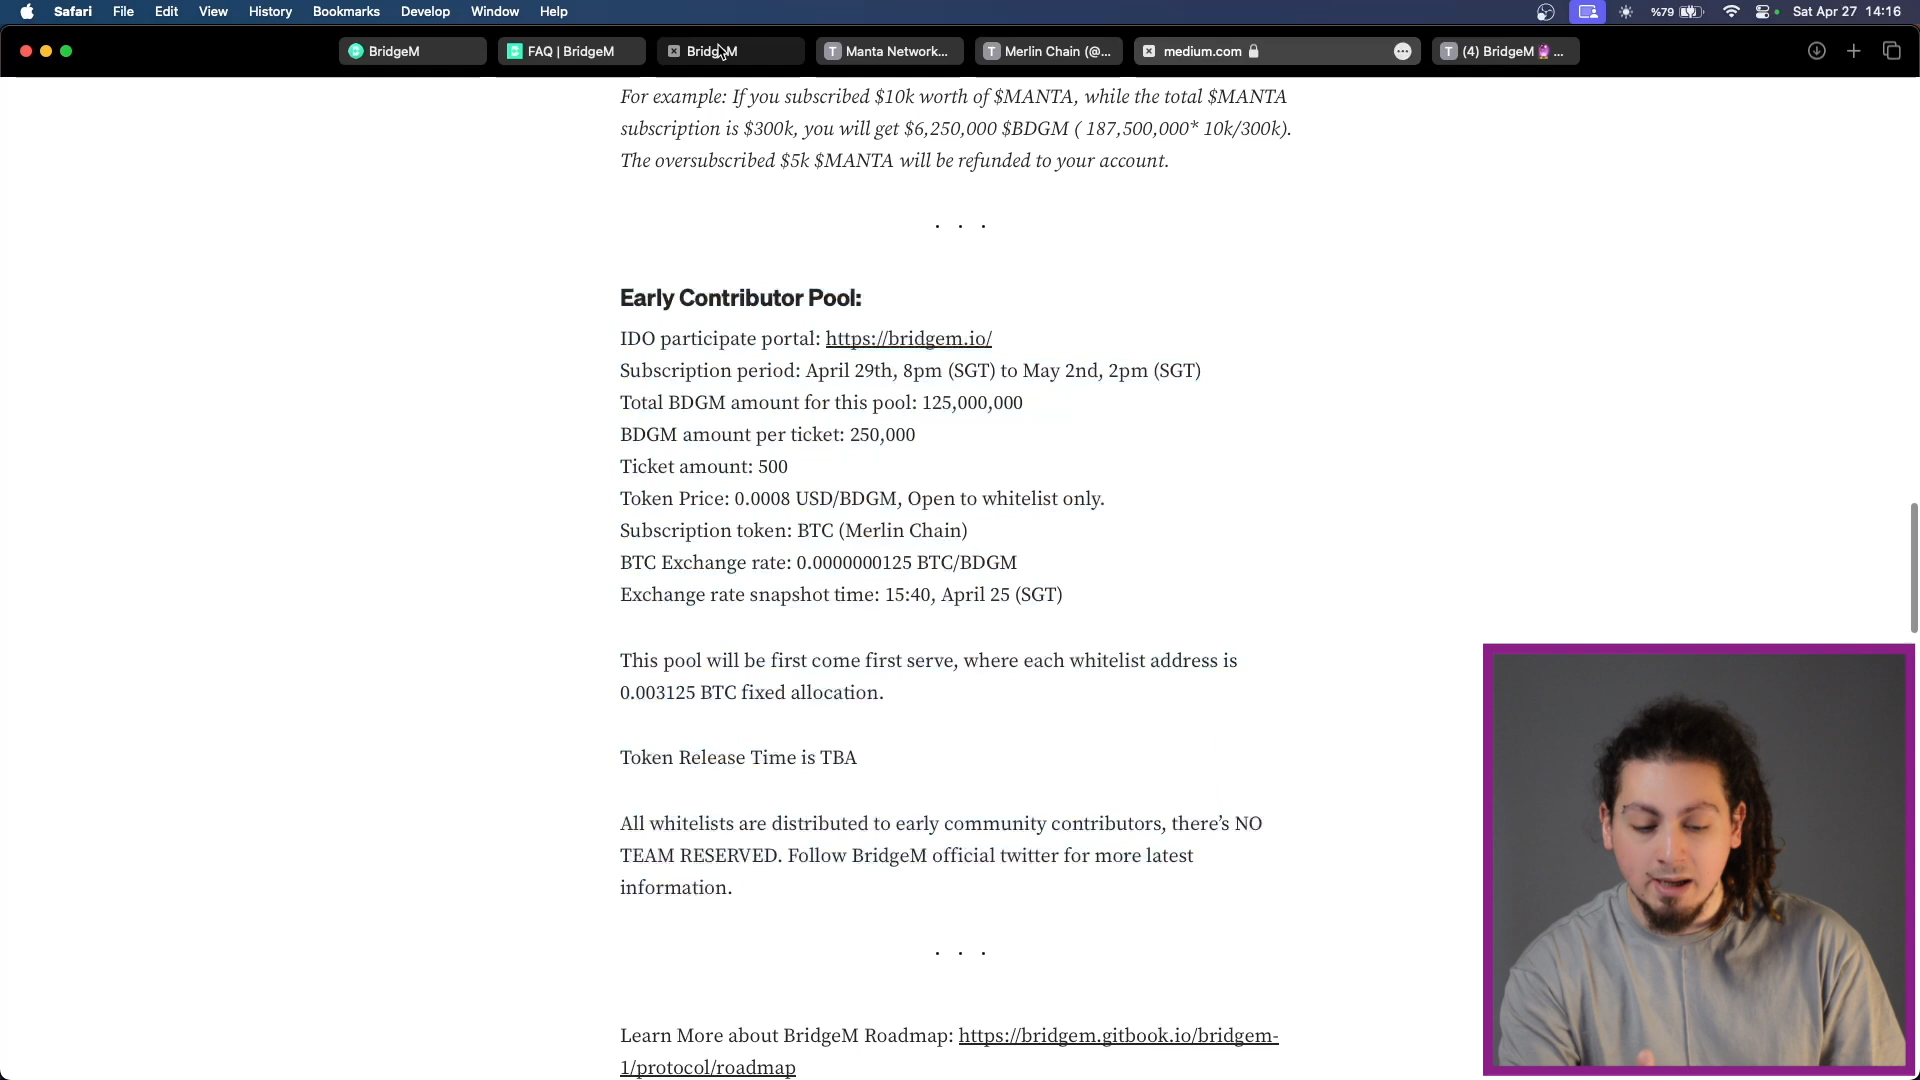 Safari File Edit View History Bookmarks Develop Window Help %79 Sat Apr 27 14:16
BridgeM FAQ | BridgeM BridgeM Manta Network... Merlin Chain (@... medium.com (4) BridgeM🔮...
For example: If you subscribed $10k worth of $MANTA, while the total $MANTA
subscription is $300k, you will get $6,250,000 $BDGM ( 187,500,000* 10k/300k).
The oversubscribed $5k $MANTA will be refunded to your account.
. . .
Early Contributor Pool:
IDO participate portal: https://bridgem.io/
Subscription period: April 29th, 8pm (SGT) to May 2nd, 2pm (SGT)
Total BDGM amount for this pool: 125,000,000
BDGM amount per ticket: 250,000
Ticket amount: 500
Token Price: 0.0008 USD/BDGM, Open to whitelist only.
Subscription token: BTC (Merlin Chain)
BTC Exchange rate: 0.0000000125 BTC/BDGM
Exchange rate snapshot time: 15:40, April 25 (SGT)
This pool will be first come first serve, where each whitelist address is
0.003125 BTC fixed allocation.
Token Release Time is TBA
All whitelists are distributed to early community contributors, there’s NO
TEAM RESERVED. Follow BridgeM official twitter for more latest
information.
. . .
Learn More about BridgeM Roadmap: https://bridgem.gitbook.io/bridgem-
1/protocol/roadmap